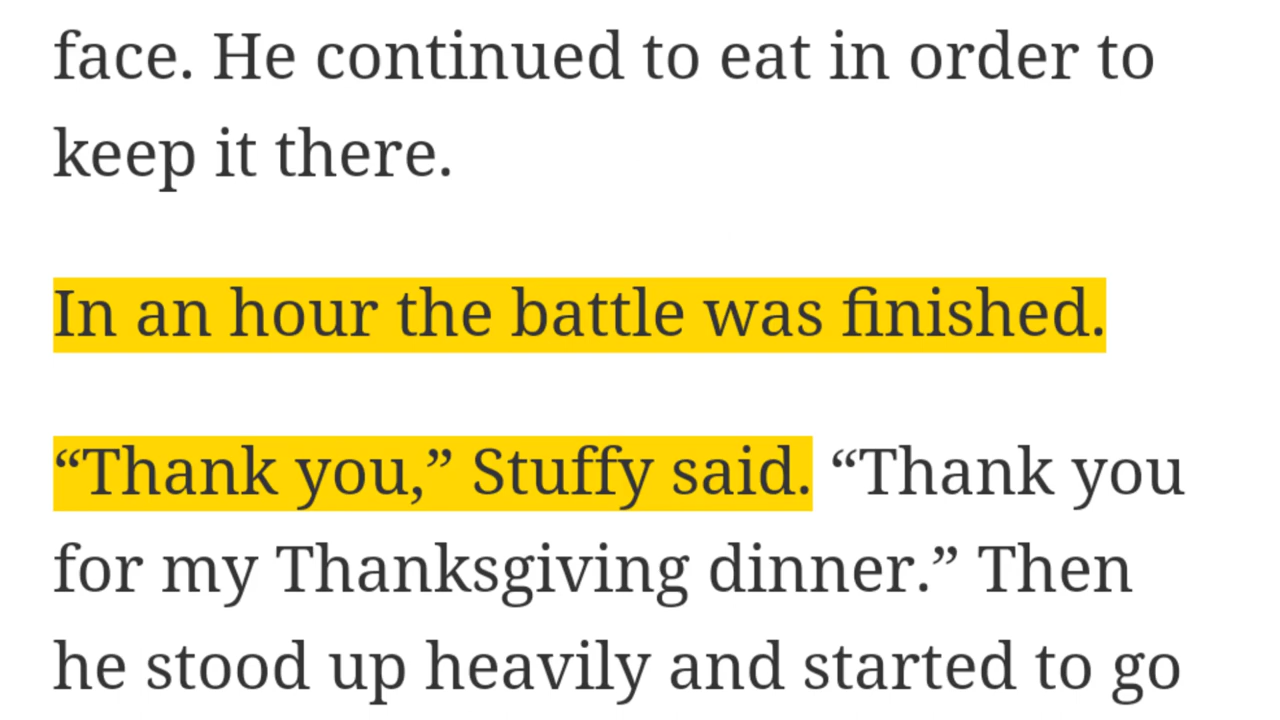 face. He continued to eat in order to
keep it there.
In an hour the battle was finished.
“Thank you,” Stuffy said. “Thank you
for my Thanksgiving dinner.” Then
he stood up heavily and started to go